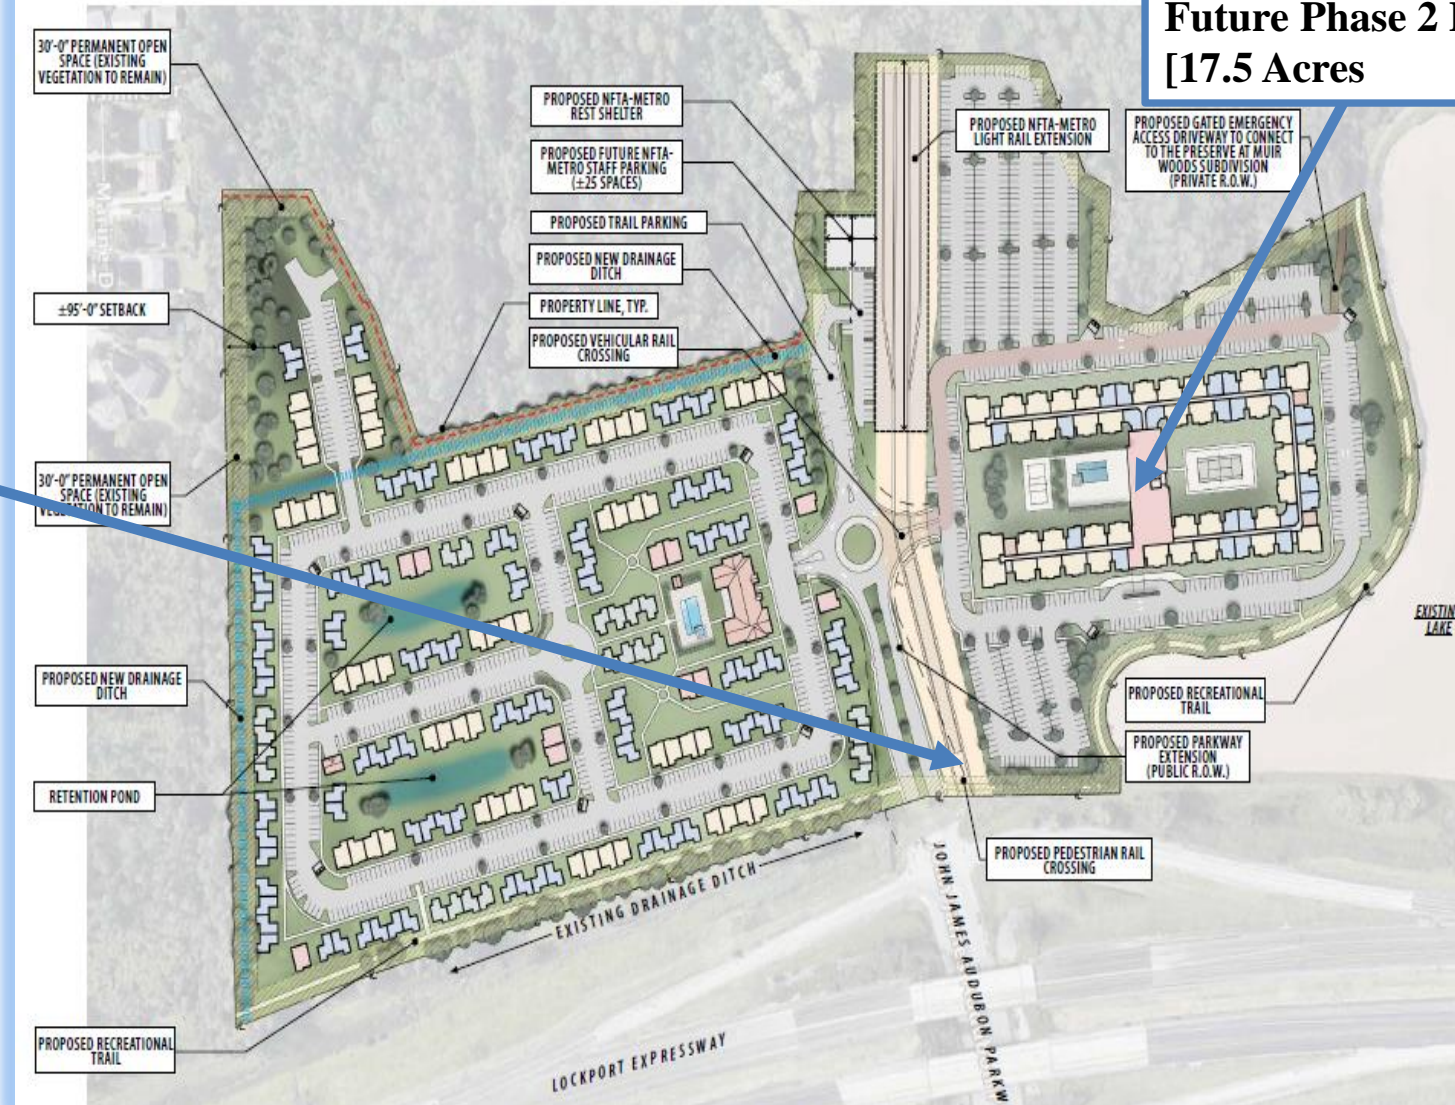 Future Phase 2
[17.5 Acres
30'-0" PERMANENT OPEN
SPACE (EXISTING
VEGETATION TO REMAIN)
PROPOSED NFTA-METRO
REST SHELTER
PROPOSED FUTURE NFTA-
METRO STAFF PARKING
(±25 SPACES)
PROPOSED TRAIL PARKING
PROPOSED NEW DRAINAGE
DITCH
PROPERTY LINE, TYP.
PROPOSED VEHICULAR RAIL
CROSSING
PROPOSED NFTA-METRO
LIGHT RAIL EXTENSION
PROPOSED GATED EMERGENCY
ACCESS DRIVEWAY TO CONNECT
TO THE PRESERVE AT MUIR
WOODS SUBDIVISION
(PRIVATE R.O.W.)
±95'-0" SETBACK
30'-0" PERMANENT OPEN
SPACE (EXISTING
VEGETATION TO REMAIN)
PROPOSED NEW DRAINAGE
DITCH
RETENTION POND
PROPOSED RECREATIONAL
TRAIL
EXISTING DRAINAGE DITCH
LOCKPORT EXPRESSWAY
JOHN JAMES AUDUBON PARKW
PROPOSED PEDESTRIAN RAIL
CROSSING
PROPOSED PARKWAY
EXTENSION
(PUBLIC R.O.W.)
PROPOSED RECREATIONAL
TRAIL
EXISTIN
LAKE